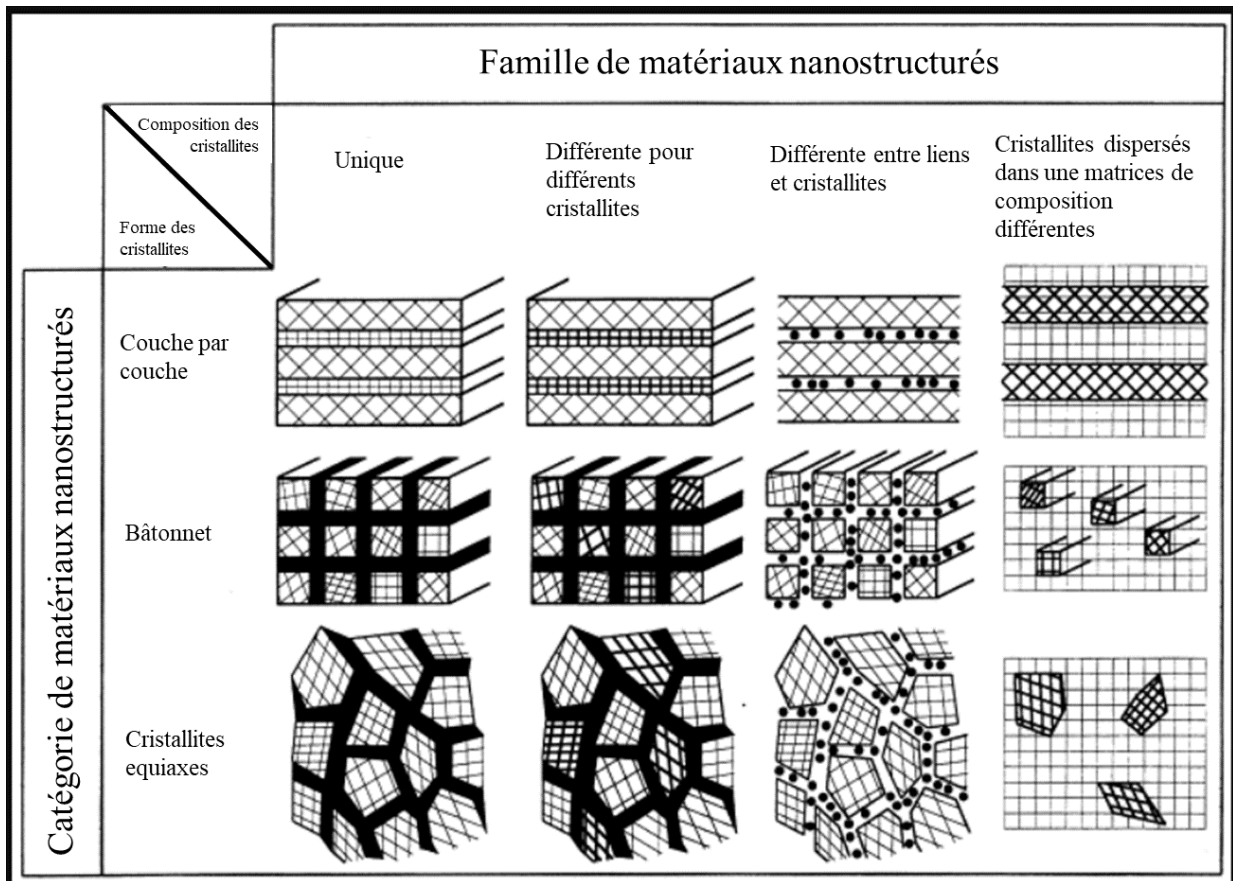 Famille de matériaux nanostructurés
Composition des
cristallites
Forme des
cristallites
Unique
Différente pour
différents
cristallites
Différente entre liens
et cristallites
Cristallites dispersés
dans une matrices de
composition
différentes
Catégorie de matériaux nanostructurés
Couche par
couche
Bâtonnet
Cristallites
equiaxes